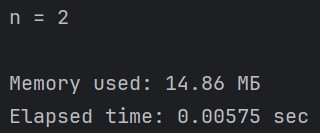 n = 2
Memory used: 14.86 МБ
Elapsed time: 0.00575 sec